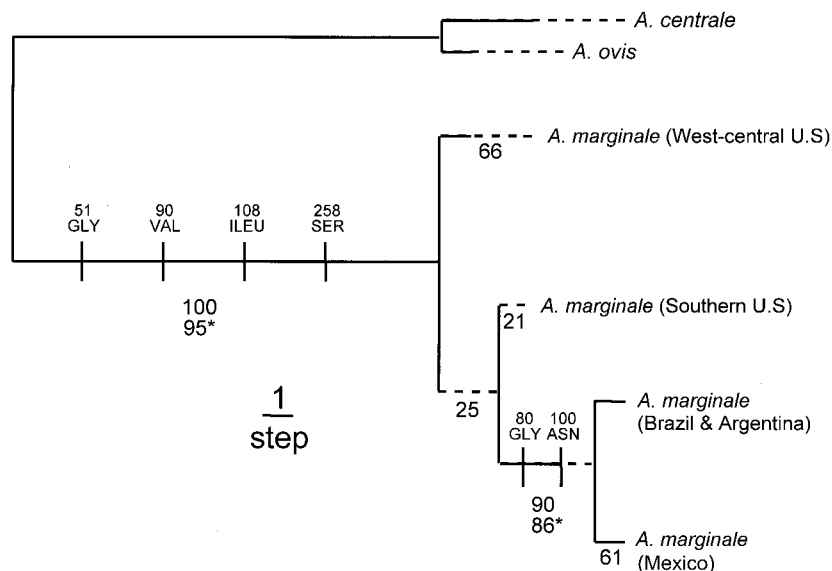 A. centrale
A. ovis
A. marginale (West-central U.S)
66
51 90 108 258
GLY VAL ILEU SER
100
95*
A. marginale (Southern U.S)
21
1
step
25
80 100
GLY ASN
A. marginale
(Brazil & Argentina)
90
86*
A. marginale
(Mexico)
61